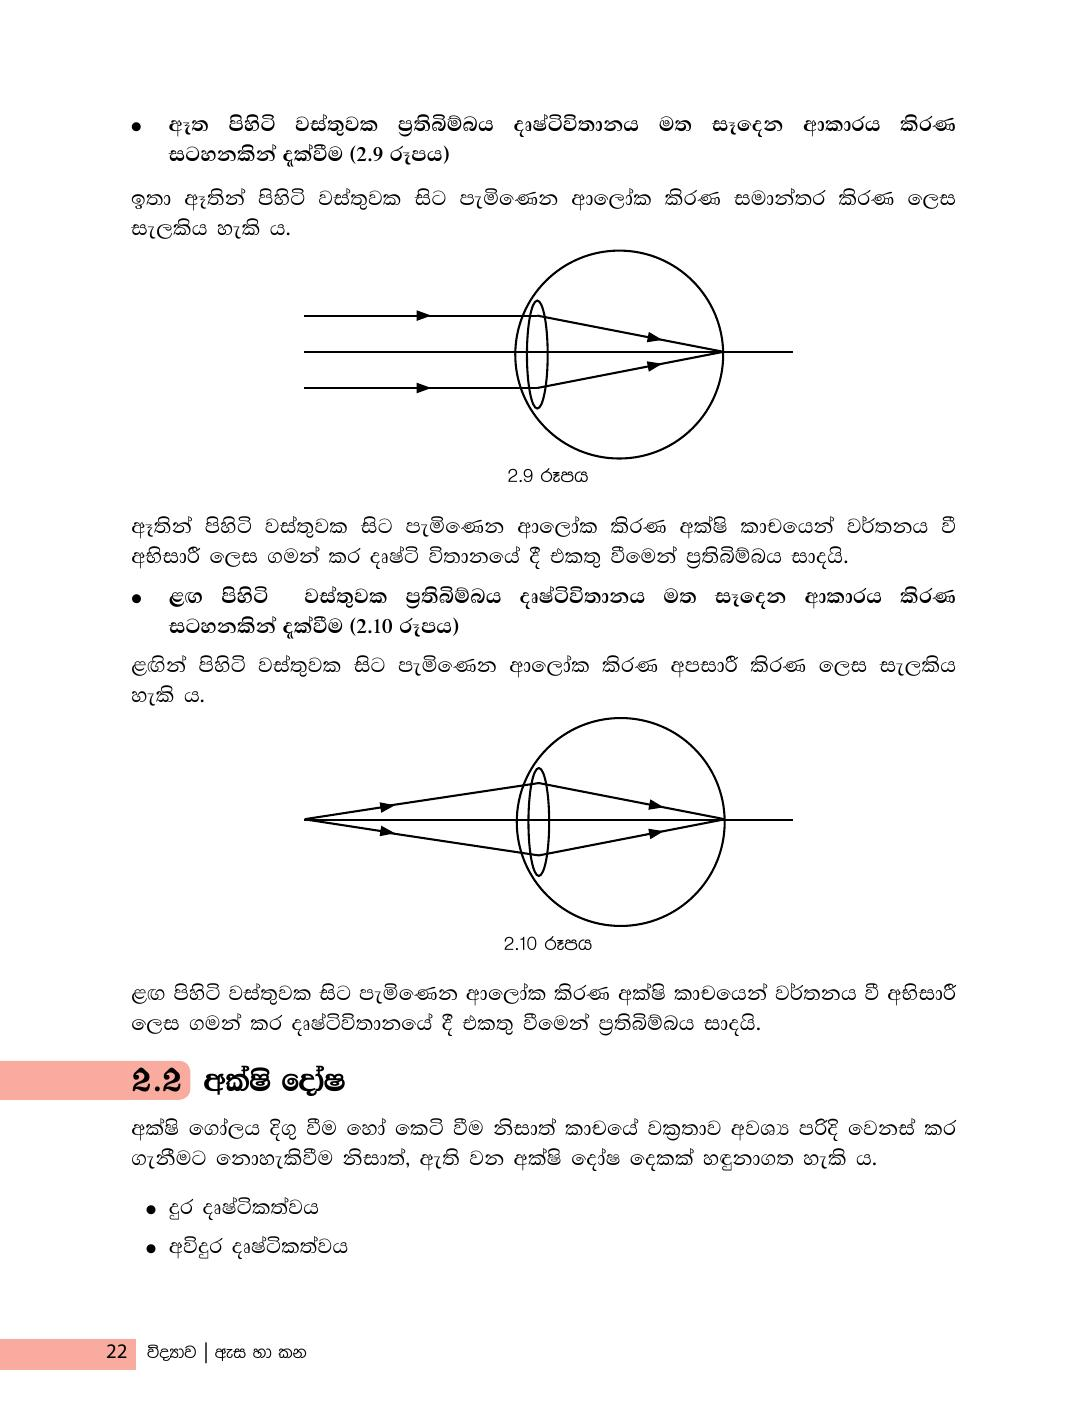 • ඈත පිහිටි වස්තුවක ප්‍රතිබිම්බය දෘෂ්ටිවිතානය මත සෑදෙන ආකාරය කිරණ
සටහනකින් දැක්වීම (2.9 රූපය)
ඉතා ඈතින් පිහිටි වස්තුවක සිට පැමිණෙන ආලෝක කිරණ සමාන්තර කිරණ ලෙස
සැලකිය හැකි ය.
2.9 රූපය
ඈතින් පිහිටි වස්තුවක සිට පැමිණෙන ආලෝක කිරණ අක්ෂි කාචයෙන් වර්තනය වී
අභිසාරී ලෙස ගමන් කර දෘෂ්ටි විතානයේ දී එකතු වීමෙන් ප්‍රතිබිම්බය සාදයි.
• ළඟ පිහිටි වස්තුවක ප්‍රතිබිම්බය දෘෂ්ටිවිතානය මත සෑදෙන ආකාරය කිරණ
සටහනකින් දැක්වීම (2.10 රූපය)
ළඟින් පිහිටි වස්තුවක සිට පැමිණෙන ආලෝක කිරණ අපසාරී කිරණ ලෙස සැලකිය
හැකි ය.
2.10 රූපය
ළඟ පිහිටි වස්තුවක සිට පැමිණෙන ආලෝක කිරණ අක්ෂි කාචයෙන් වර්තනය වී අභිසාරී
ලෙස ගමන් කර දෘෂ්ටිවිතානයේ දී එකතු වීමෙන් ප්‍රතිබිම්බය සාදයි.
2.2 අක්ෂි දෝෂ
අක්ෂි ගෝලය දිගු වීම හෝ කෙටි වීම නිසාත් කාචයේ වක්‍රතාව අවශ්‍ය පරිදි වෙනස් කර
ගැනීමට නොහැකිවීම නිසාත්, ඇති වන අක්ෂි දෝෂ දෙකක් හඳුනාගත හැකි ය.
• දුර දෘෂ්ටිකත්වය
• අවිදුර දෘෂ්ටිකත්වය
22 විද්‍යාව | ඇස හා කන